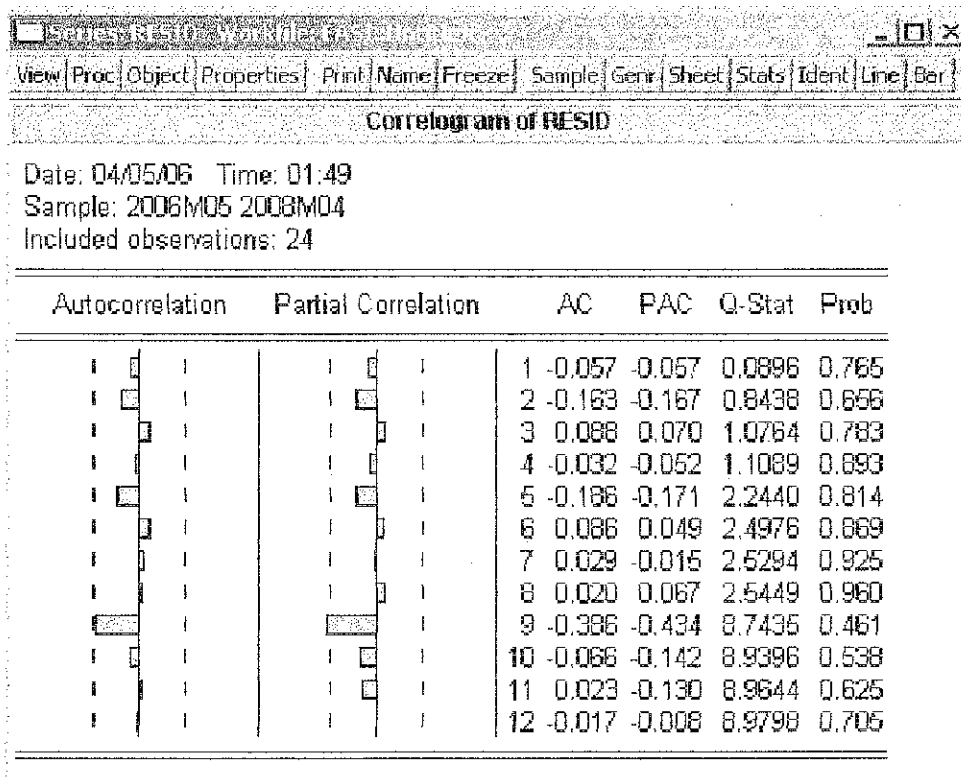 Series: RESID Workfile:
View Proc Object Properties Print Name Freeze Sample Genr Sheet Stats Ident Line Bar
Correlogram of RESID
Date: 04/05/06 Time: 01:49
Sample: 2006M05 2008M04
Included observations: 24
Autocorrelation Partial Correlation AC PAC Q-Stat Prob
1 -0.057 -0.057 0.0896 0.765
2 -0.163 -0.167 0.8438 0.656
3 0.088 0.070 1.0764 0.783
4 -0.032 -0.052 1.1089 0.893
5 -0.186 -0.171 2.2440 0.814
6 0.086 0.049 2.4976 0.869
7 0.029 -0.015 2.5294 0.925
8 0.020 0.067 2.5449 0.960
9 -0.386 -0.434 8.7435 0.461
10 -0.066 -0.142 8.9396 0.538
11 0.023 -0.130 8.9644 0.625
12 -0.017 -0.008 8.9798 0.705